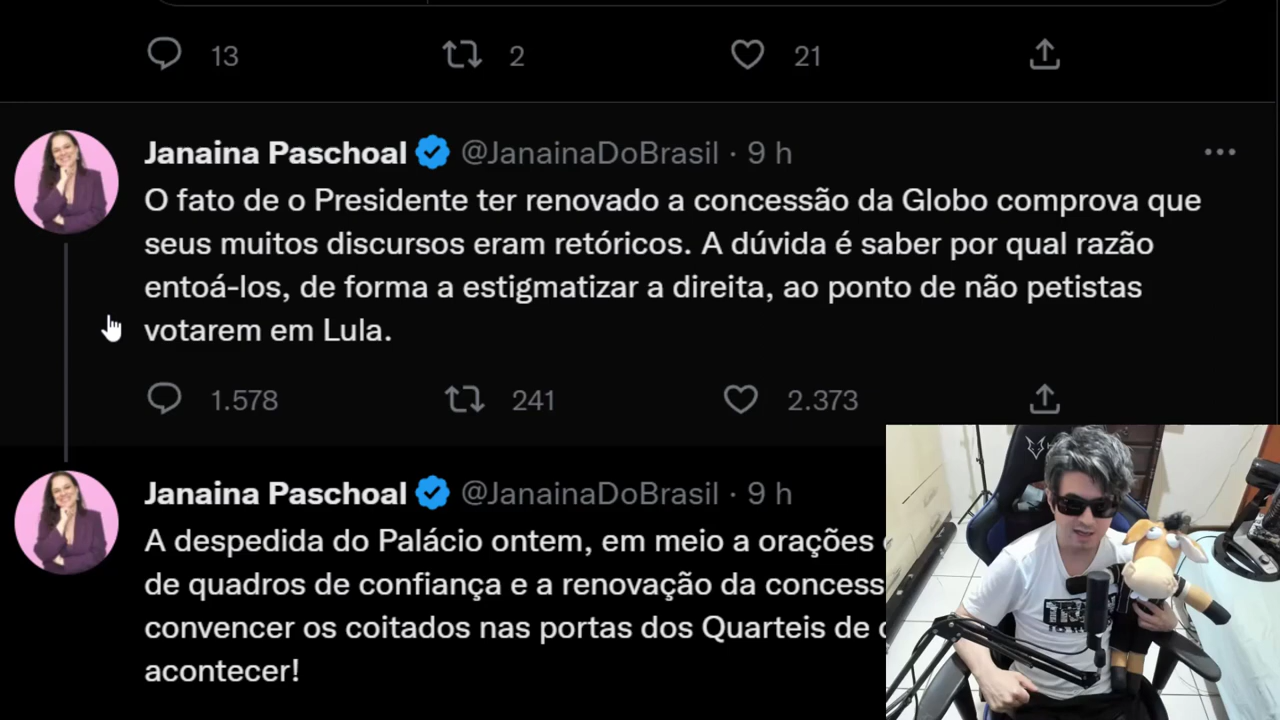 13 2 21
Janaina Paschoal @JanainaDoBrasil · 9 h
O fato de o Presidente ter renovado a concessão da Globo comprova que
seus muitos discursos eram retóricos. A dúvida é saber por qual razão
entoá-los, de forma a estigmatizar a direita, ao ponto de não petistas
votarem em Lula.
1.578 241 2.373
Janaina Paschoal @JanainaDoBrasil · 9 h
A despedida do Palácio ontem, em meio a orações
de quadros de confiança e a renovação da
convencer os coitados nas portas dos Quarteis de
acontecer!